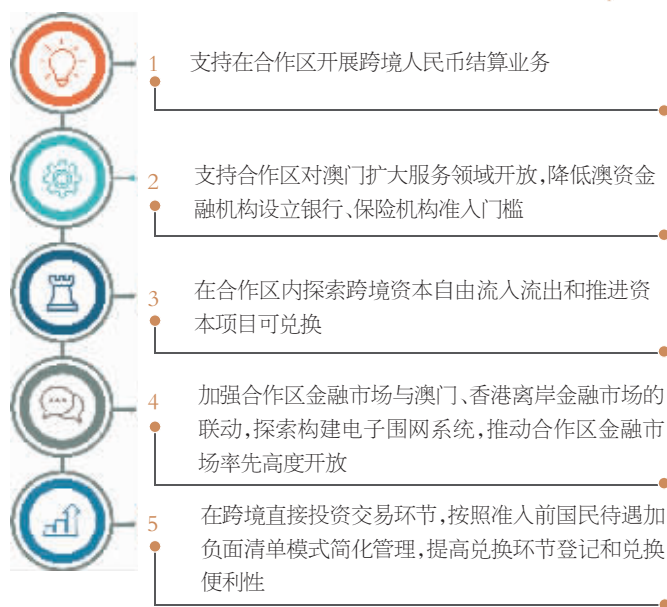 1 支持在合作区开展跨境人民币结算业务
2 支持合作区对澳门扩大服务领域开放,降低澳资金
融机构设立银行、保险机构准入门槛
3 在合作区内探索跨境资本自由流入流出和推进资
本项目可兑换
4 加强合作区金融市场与澳门、香港离岸金融市场的
联动,探索构建电子围网系统,推动合作区金融市
场率先高度开放
5 在跨境直接投资交易环节,按照准入前国民待遇加
负面清单模式简化管理,提高兑换环节登记和兑换
便利性